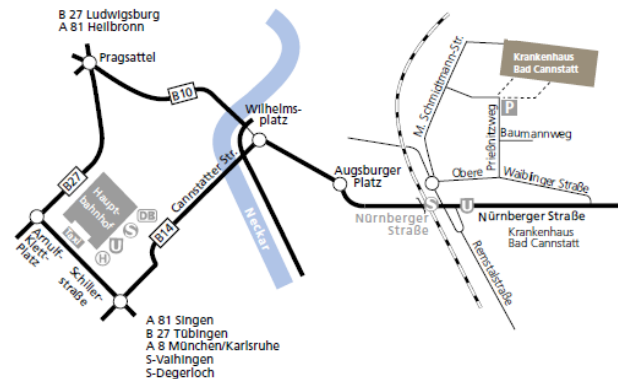 B 27 Ludwigsburg
A 81 Heilbronn
Pragsattel
B10
Wilhelms-
platz
M. Schmidtmann-Str.
Krankenhaus
Bad Cannstatt
P
Prießnitzweg
Baumannweg
Augsburger
Platz
Obere
Waiblinger Straße
B27
Haupt-
bahnhof
DB
Taxi
H
U
S
Cannstatter Str.
B14
Neckar
Nürnberger
Straße
S
U
Nürnberger Straße
Krankenhaus
Bad Cannstatt
Arnulf-
Klett-
Platz
Schiller-
straße
Remstalstraße
A 81 Singen
B 27 Tübingen
A 8 München/Karlsruhe
S-Vaihingen
S-Degerloch